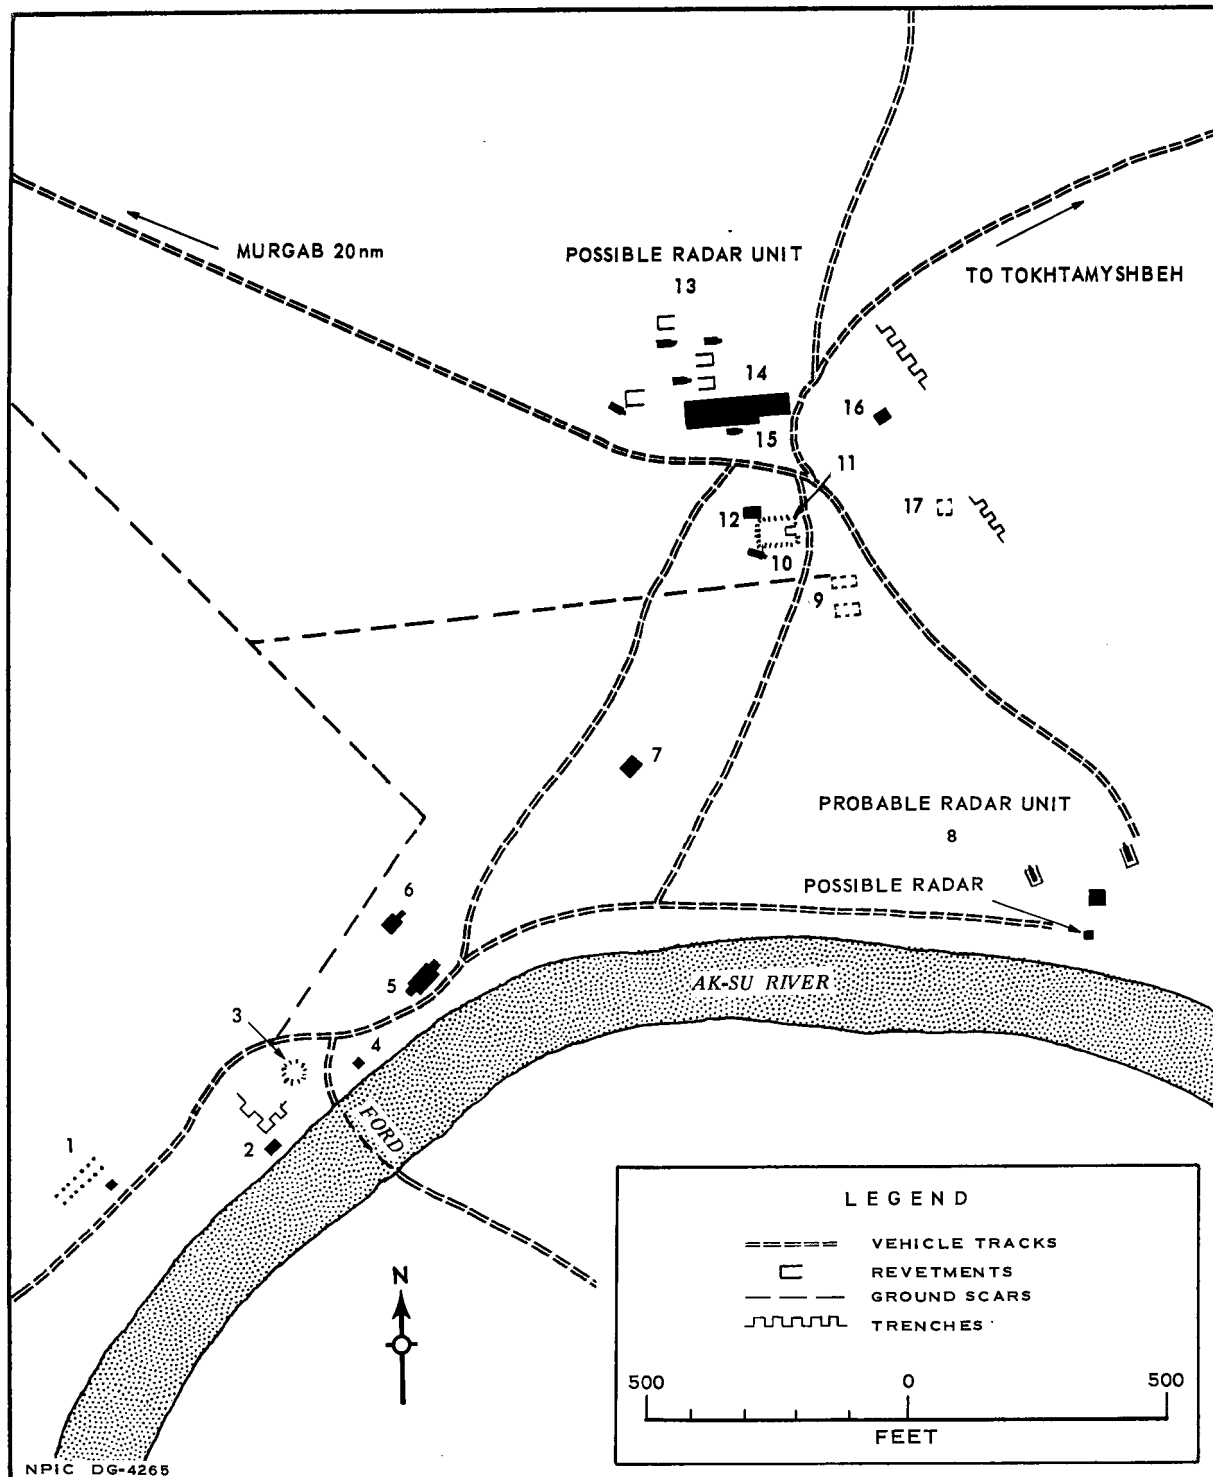 MURGAB 20nm
POSSIBLE RADAR UNIT
13
TO TOKHTAMYSHBEH
14
15
16
11
12
17
10
9
7
PROBABLE RADAR UNIT
8
POSSIBLE RADAR
6
5
AK-SU RIVER
3
4
FORD
1
2
LEGEND
VEHICLE TRACKS
REVETMENTS
GROUND SCARS
TRENCHES
N
500 0 500
FEET
NPIC DG-4265